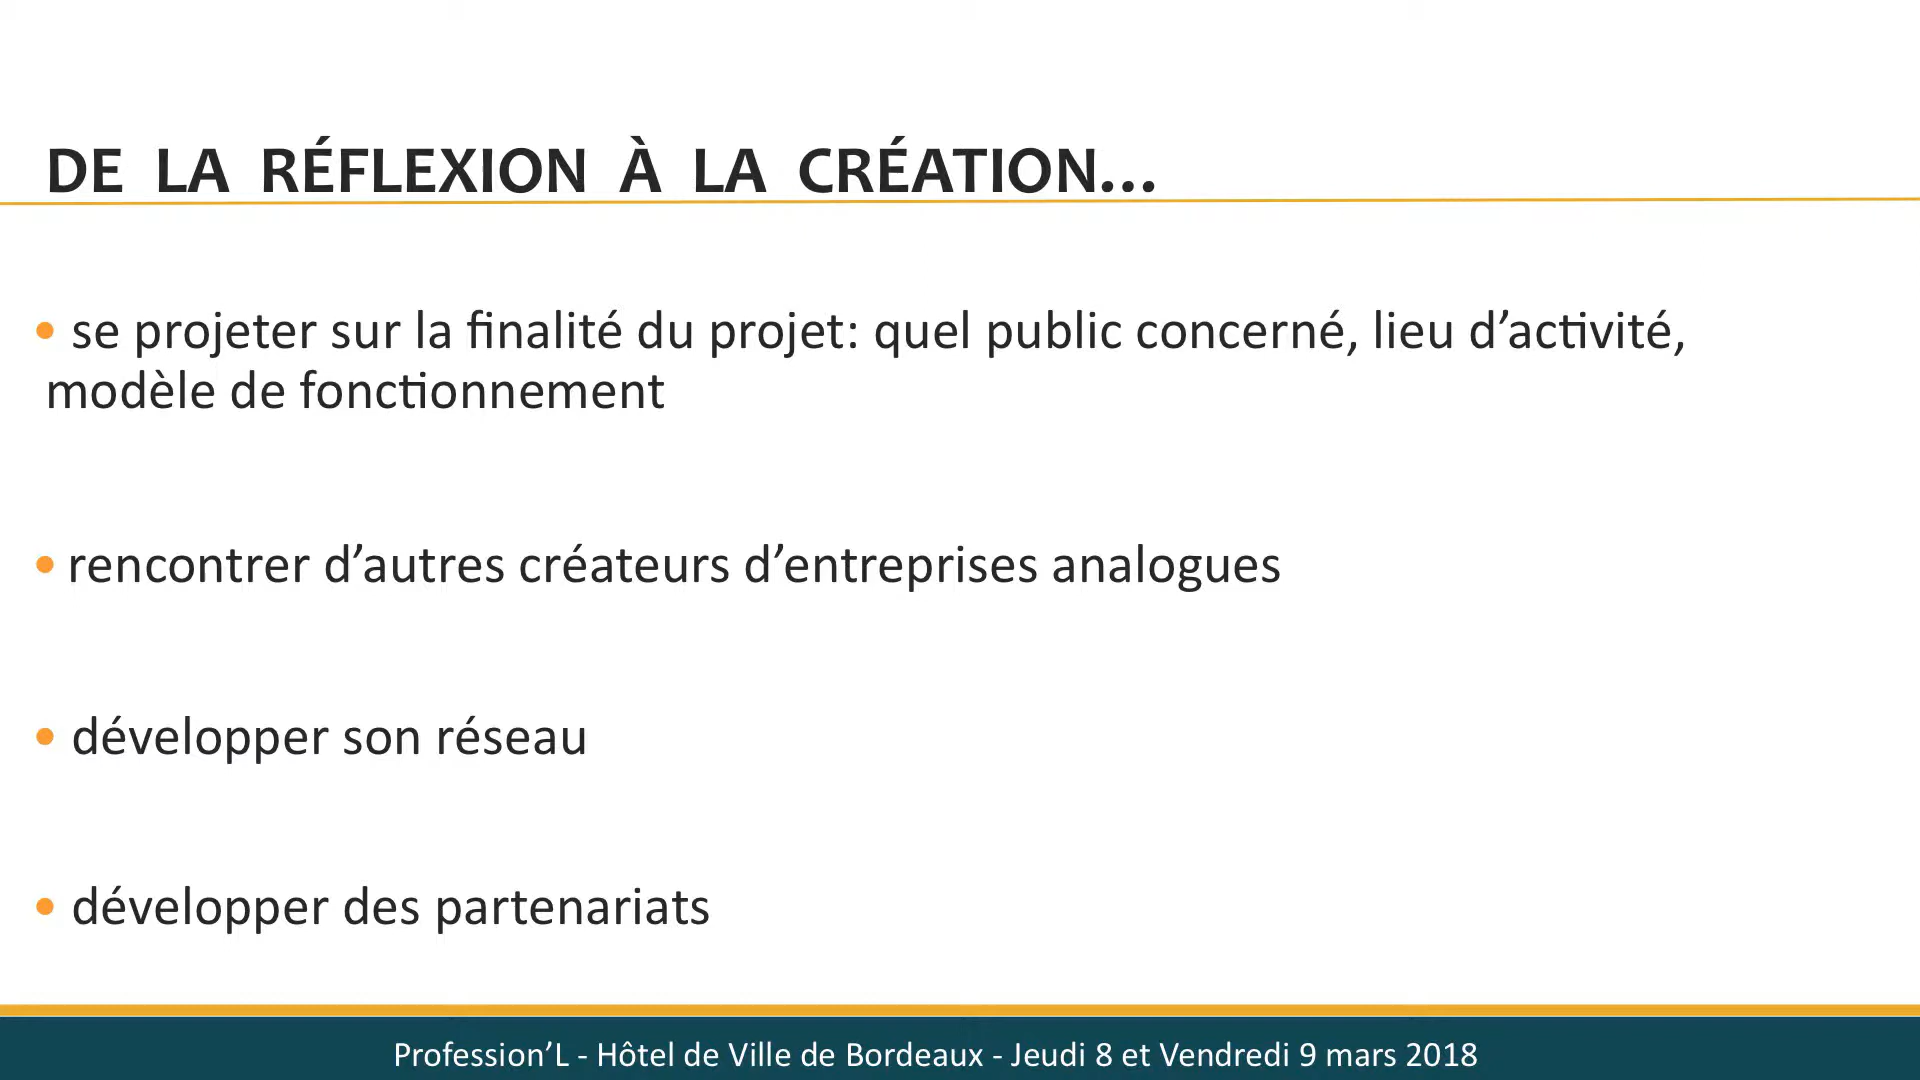 DE LA RÉFLEXION À LA CRÉATION...
• se projeter sur la finalité du projet: quel public concerné, lieu d’activité,
modèle de fonctionnement
• rencontrer d’autres créateurs d’entreprises analogues
• développer son réseau
• développer des partenariats
Profession’L - Hôtel de Ville de Bordeaux - Jeudi 8 et Vendredi 9 mars 2018